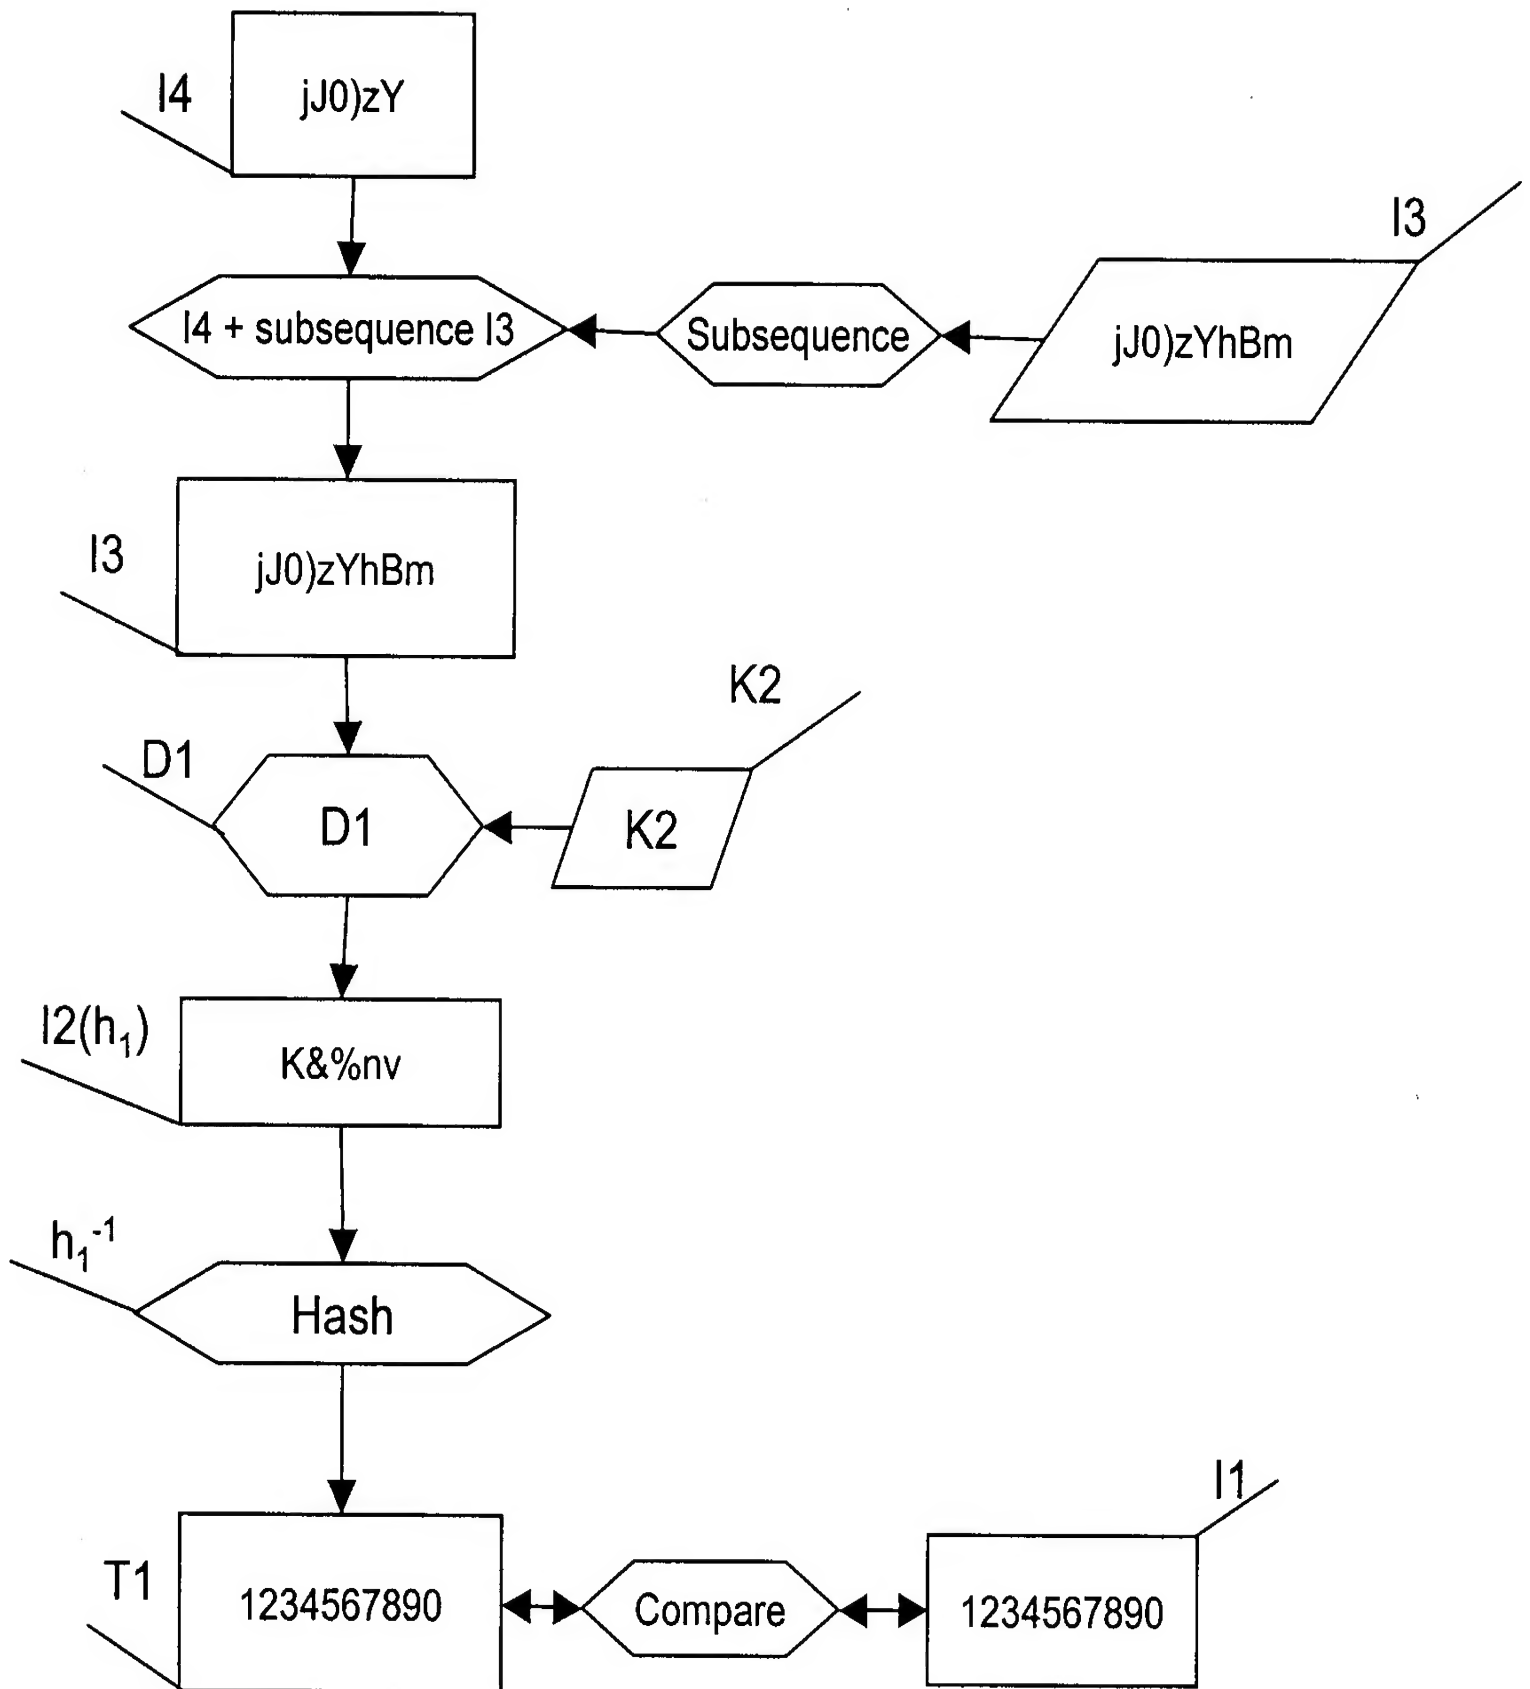 I4
jJ0)zY
I3
I4 + subsequence I3
Subsequence
jJ0)zYhBm
I3
jJ0)zYhBm
K2
D1
D1
K2
I2(h₁)
K&%nv
h₁⁻¹
Hash
I1
T1
1234567890
Compare
1234567890